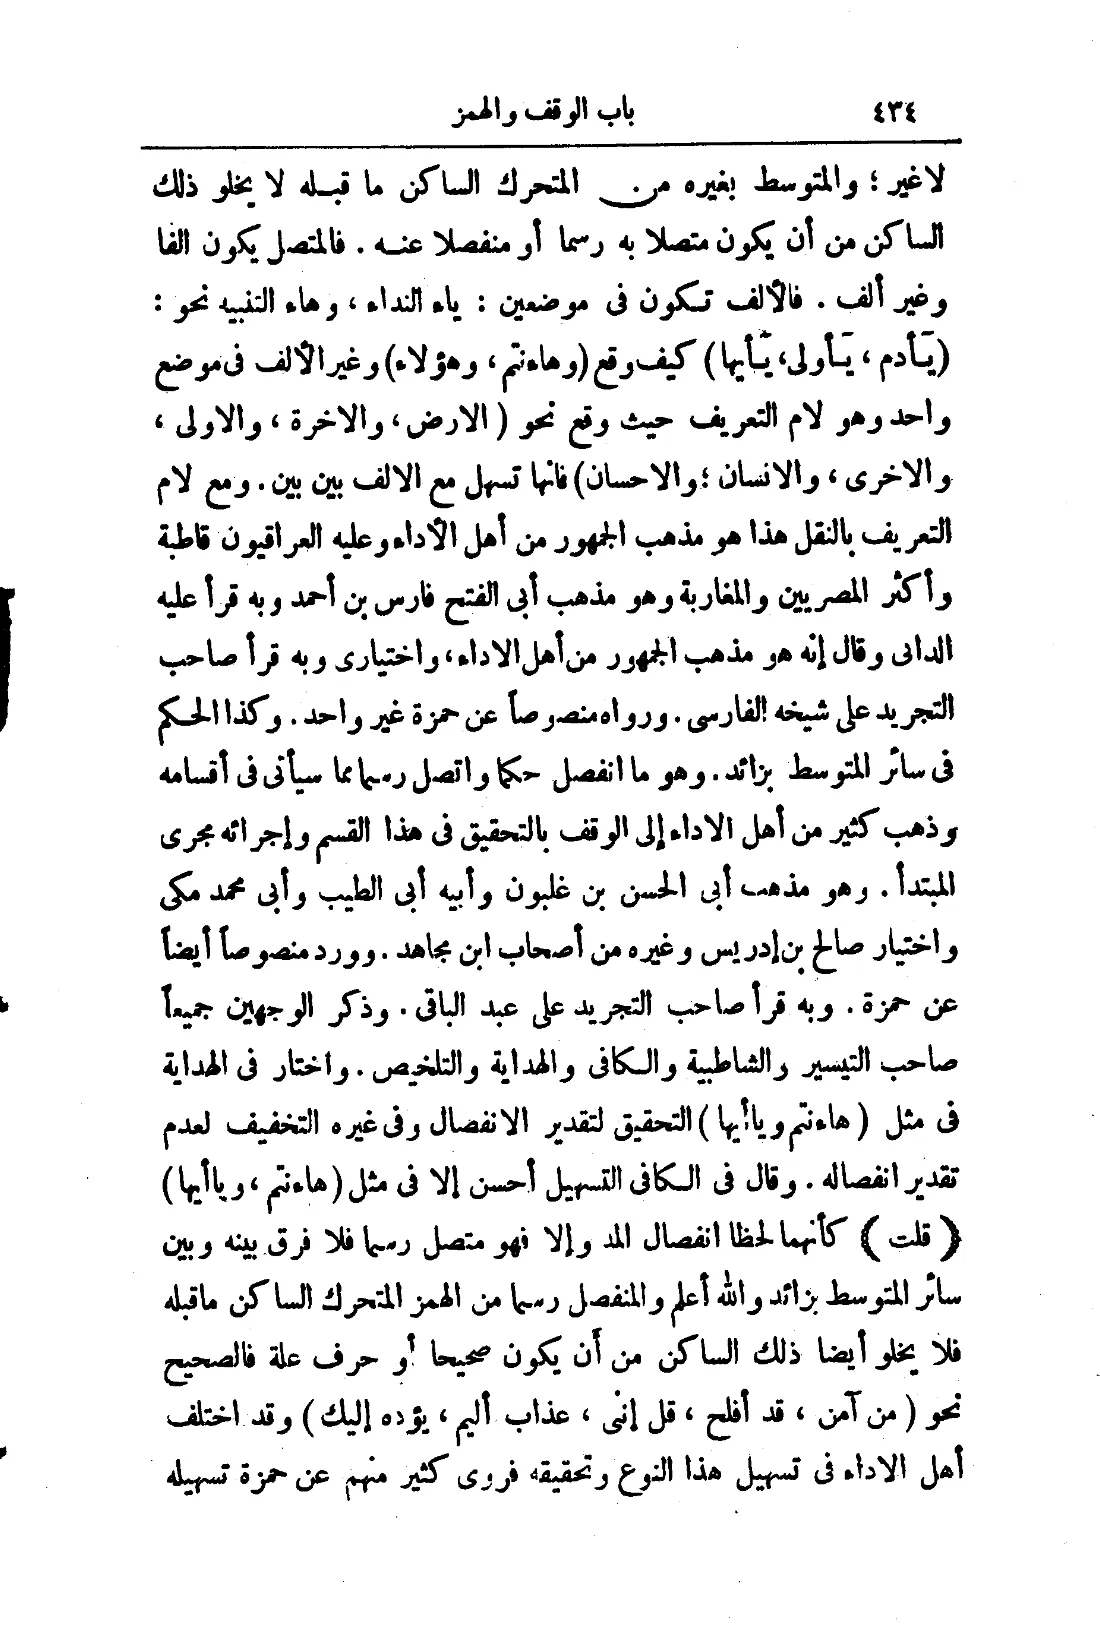 ٤٣٤ باب الوقف والهمز
لاغير ؛ والمتوسط بغيره من المتحرك الساكن ما قبله لا يخلو ذلك
الساكن من أن يكون متصلا به رسما أو منفصلا عنه . فالمتصل يكون الفا
وغير ألف . فالألف تكون فى موضعين : ياء النداء ، وهاء التنبيه نحو :
(يَـٰأدم ، يَـٰأولى، يَـٰأيها) كيف وقع (وهاءنتم ، وهؤلاء) وغير الألف فى موضع
واحد وهو لام التعريف حيث وقع نحو ( الارض ، والاخرة ، والاولى ،
والاخرى ، والانسان ؛ والاحسان) فانها تسهل مع الالف بين بين . ومع لام
التعريف بالنقل هذا هو مذهب الجمهور من أهل الأداء وعليه العراقيون قاطبة
وأكثر المصريين والمغاربة وهو مذهب أبى الفتح فارس بن أحمد وبه قرأ عليه
الدانى وقال إنه هو مذهب الجمهور من أهل الاداء، واختيارى وبه قرأ صاحب
التجريد على شيخه الفارسى . ورواه منصوصاً عن حمزة غير واحد . وكذا الحكم
فى سائر المتوسط بزائد . وهو ما انفصل حكما واتصل رسما مما سيأتى فى أقسامه
وذهب كثير من أهل الاداء إلى الوقف بالتحقيق فى هذا القسم وإجرائه مجرى
المبتدأ . وهو مذهب أبى الحسن بن غلبون وأبيه أبى الطيب وأبى محمد مكى
واختيار صالح بن إدريس وغيره من أصحاب ابن مجاهد . وورد منصوصاً أيضاً
عن حمزة . وبه قرأ صاحب التجريد على عبد الباقى . وذكر الوجهين جميعاً
صاحب التيسير والشاطبية والكافى والهداية والتلخيص . واختار فى الهداية
فى مثل ( هاءنتم وياأيها ) التحقيق لتقدير الانفصال وفى غيره التخفيف لعدم
تقدير انفصاله . وقال فى الكافى التسهيل أحسن إلا فى مثل (هاءنتم ، وياأيها)
﴿ قلت ﴾ كأنهما لحظا انفصال المد وإلا فهو متصل رسما فلا فرق بينه وبين
سائر المتوسط بزائد والله أعلم والمنفصل رسما من الهمز المتحرك الساكن ماقبله
فلا يخلو أيضا ذلك الساكن من أن يكون صحيحا أو حرف علة فالصحيح
نحو ( من آمن ، قد أفلح ، قل إنى ، عذاب أليم ، يؤده إليك ) وقد اختلف
أهل الاداء فى تسهيل هذا النوع وتحقيقه فروى كثير منهم عن حمزة تسهيله